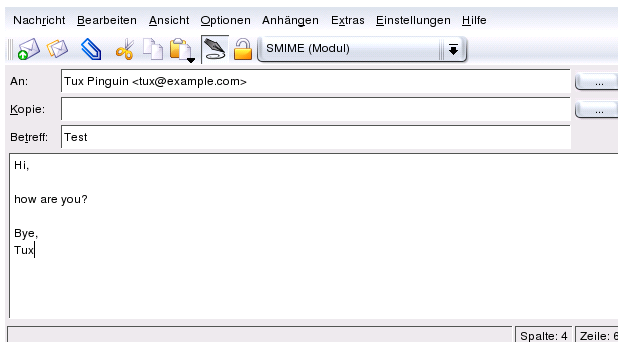 Nachricht Bearbeiten Ansicht Optionen Anhängen Extras Einstellungen Hilfe
SMIME (Modul)
An: Tux Pinguin <tux@example.com> ...
Kopie: ...
Betreff: Test
Hi,
how are you?
Bye,
Tux
Spalte: 4 Zeile: 6